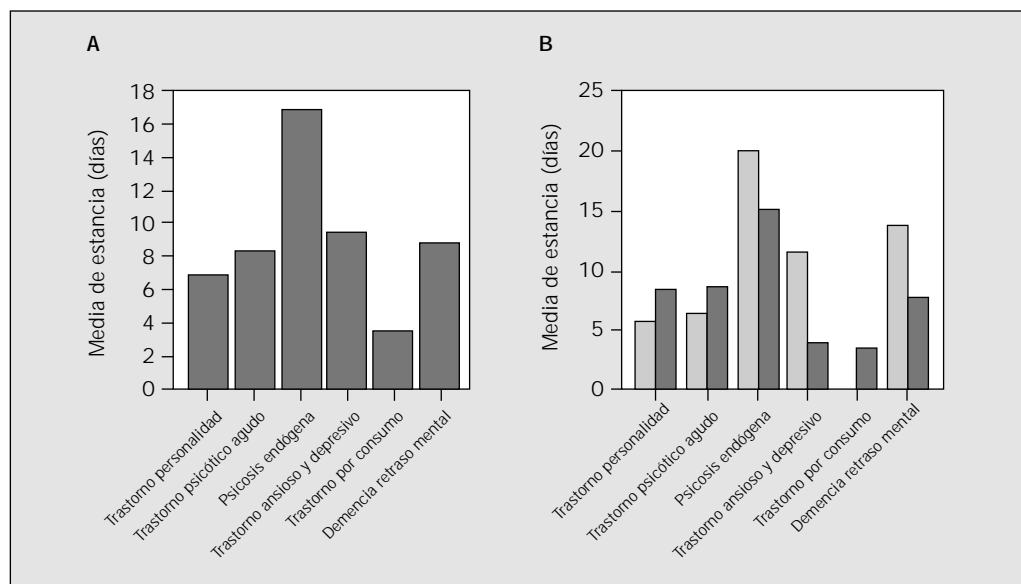 A
Media de estancia (días)
18
16
14
12
10
8
6
4
2
0
Trastorno personalidad
Trastorno psicótico agudo
Psicosis endógena
Trastorno ansioso y depresivo
Trastorno por consumo
Demencia retraso mental
B
Media de estancia (días)
25
20
15
10
5
0
Trastorno personalidad
Trastorno psicótico agudo
Psicosis endógena
Trastorno ansioso y depresivo
Trastorno por consumo
Demencia retraso mental